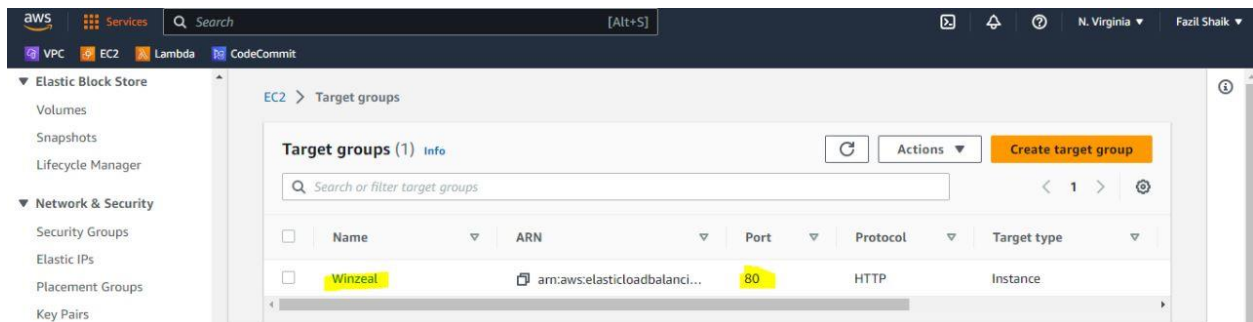 aws Services Search [Alt+S] N. Virginia Fazil Shaik
VPC EC2 Lambda CodeCommit
Elastic Block Store
Volumes
Snapshots
Lifecycle Manager
Network & Security
Security Groups
Elastic IPs
Placement Groups
Key Pairs
EC2 > Target groups
Target groups (1) Info Actions Create target group
Search or filter target groups < 1 >
Name ARN Port Protocol Target type
Winzeal arn:aws:elasticloadbalanci... 80 HTTP Instance